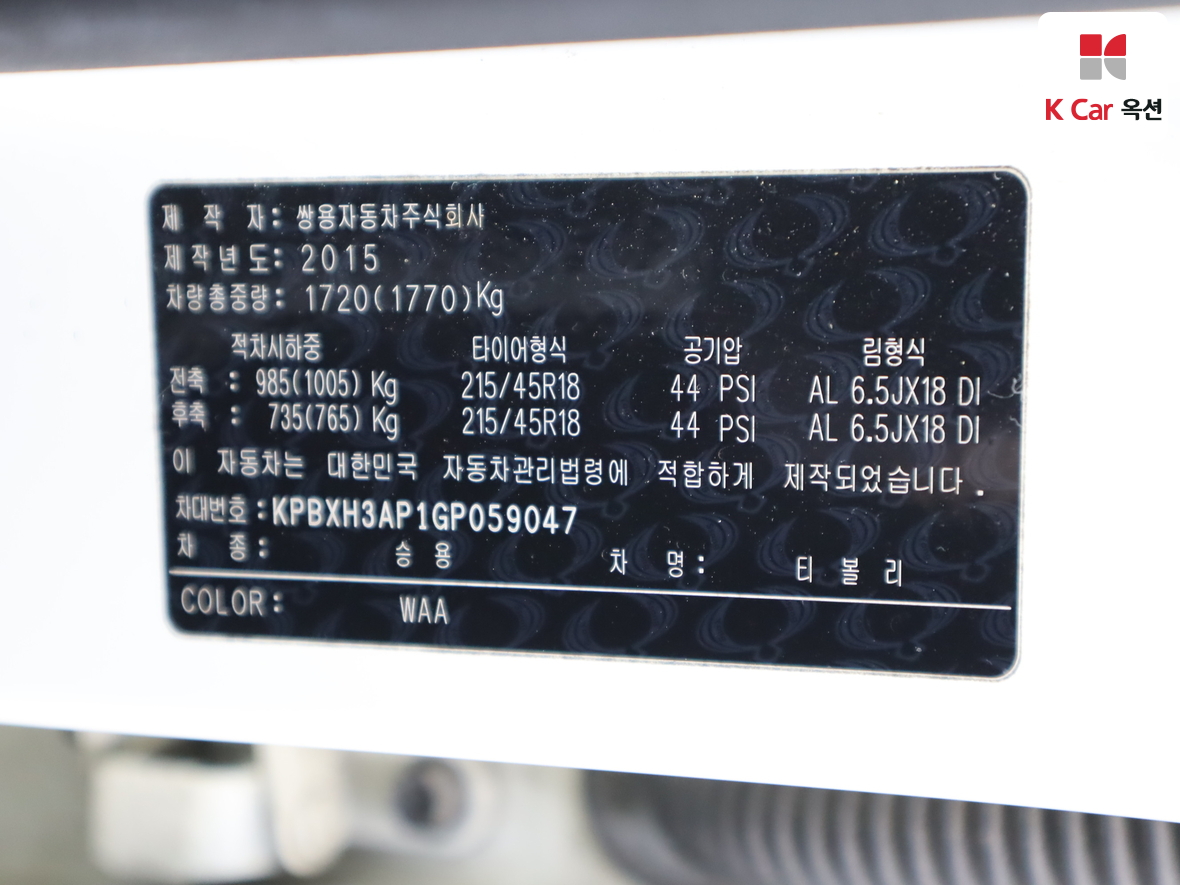 K Car 옥션
제 작 자: 쌍용자동차주식회사
제작년도: 2015
차량총중량: 1720(1770)Kg
적차시하중 타이어형식 공기압 림형식
전축 : 985(1005) Kg 215/45R18 44 PSI AL 6.5JX18 DI
후축 : 735(765) Kg 215/45R18 44 PSI AL 6.5JX18 DI
이 자동차는 대한민국 자동차관리법령에 적합하게 제작되었습니다.
차대번호 : KPBXH3AP1GP059047
차 종: 승 용 차 명: 티 볼 리
COLOR: WAA